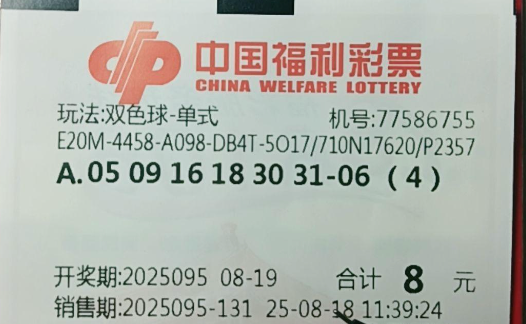 中国福利彩票
CHINA WELFARE LOTTERY
玩法:双色球-单式 机号:77586755
E20M-4458-A098-DB4T-5O17/710N17620/P2357
A.05 09 16 18 30 31-06 (4)
开奖期:2025095 08-19 合计 8 元
销售期:2025095-131 25-08-18 11:39:24